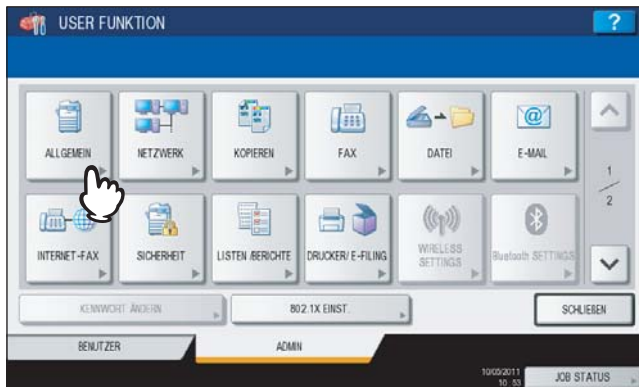 USER FUNKTION
?
ALLGEMEIN
NETZWERK
KOPIEREN
FAX
DATEI
E-MAIL
1
2
INTERNET-FAX
SICHERHEIT
LISTEN /BERICHTE
DRUCKER/ E-FILING
WIRELESS SETTINGS
Bluetooth SETTINGS
KENNWORT ÄNDERN
802.1X EINST.
SCHLIEßEN
BENUTZER
ADMIN
10/03/2011
10 : 53
JOB STATUS